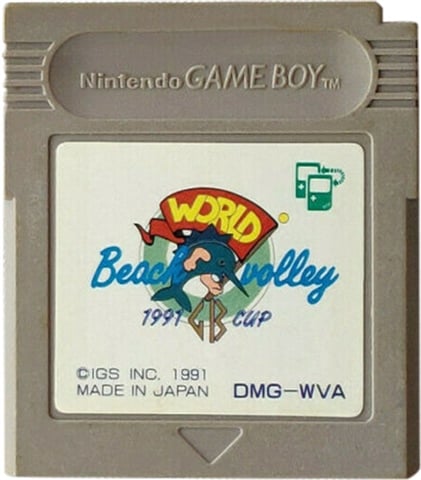 Nintendo GAME BOY™
WORLD
Beach volley
1991 GB CUP
©IGS INC. 1991
MADE IN JAPAN DMG-WVA